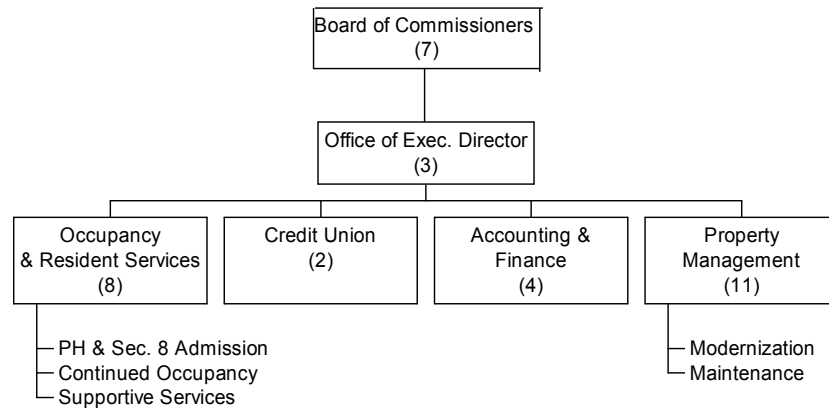 Board of Commissioners
(7)
Office of Exec. Director
(3)
Occupancy
& Resident Services
(8)
Credit Union
(2)
Accounting &
Finance
(4)
Property
Management
(11)
PH & Sec. 8 Admission
Continued Occupancy
Supportive Services
Modernization
Maintenance